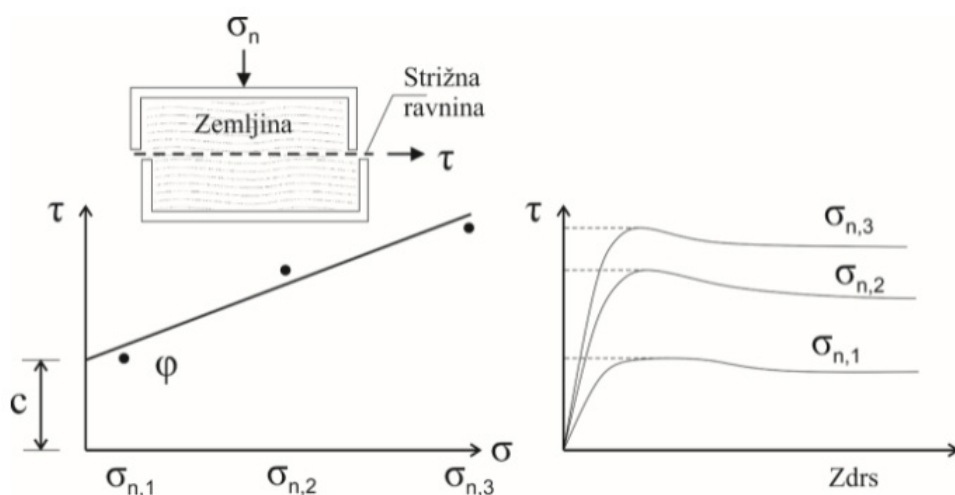 σn
Strižna
ravnina
Zemljina
τ
τ
φ
c
σn,1
σn,2
σn,3
σ
τ
σn,3
σn,2
σn,1
Zdrs